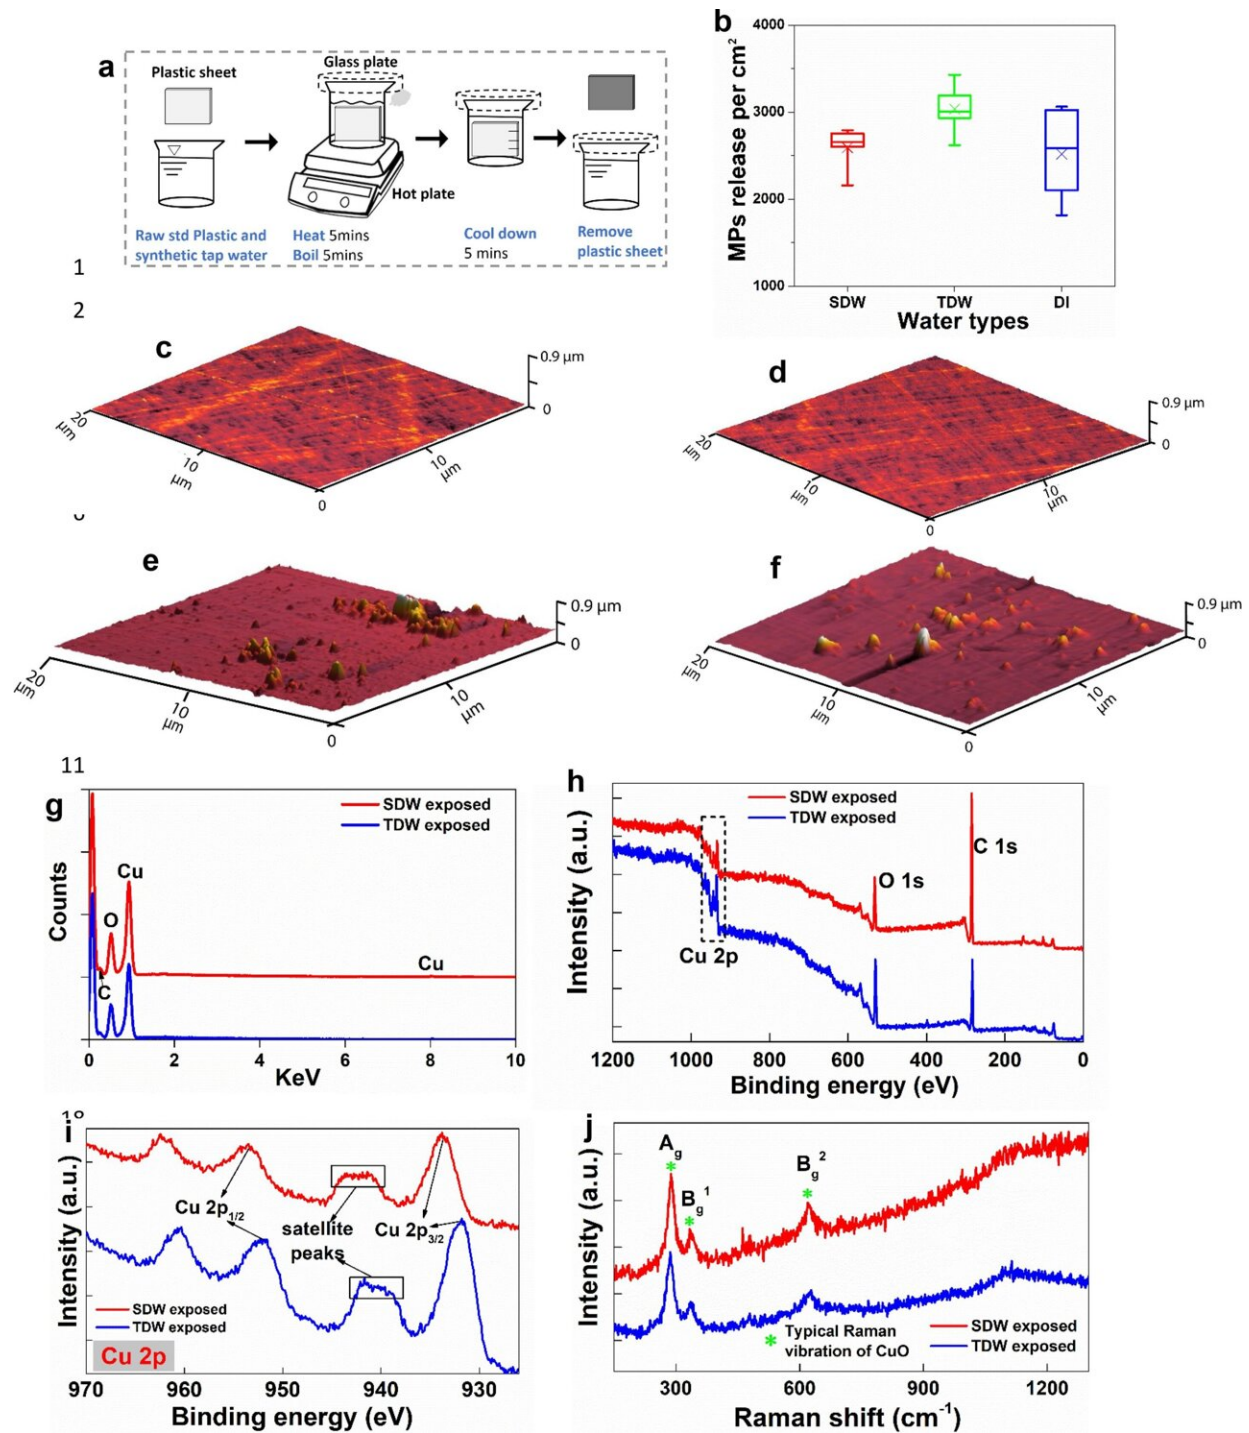 a
Plastic sheet
Glass plate
Hot plate
Raw std Plastic and
synthetic tap water
Heat 5mins
Boil 5mins
Cool down
5 mins
Remove
plastic sheet
1
2
b
MPs release per cm²
4000
3000
2000
1000
SDW
TDW
DI
Water types
c
0.9 µm
0
20
µm
10
µm
0
10
µm
d
0.9 µm
0
20
µm
10
µm
0
10
µm
e
0.9 µm
0
20
µm
10
µm
0
10
µm
f
0.9 µm
0
20
µm
10
µm
0
10
µm
11
g
SDW exposed
TDW exposed
Counts
Cu
O
C
Cu
0 2 4 6 8 10
KeV
h
SDW exposed
TDW exposed
Intensity (a.u.)
Cu 2p
O 1s
C 1s
1200 1000 800 600 400 200 0
Binding energy (eV)
i
Intensity (a.u.)
Cu 2p1/2
satellite
peaks
Cu 2p3/2
SDW exposed
TDW exposed
Cu 2p
970 960 950 940 930
Binding energy (eV)
j
Intensity (a.u.)
Ag
*
Bg1
*
Bg2
*
* Typical Raman
vibration of CuO
SDW exposed
TDW exposed
300 600 900 1200
Raman shift (cm-1)